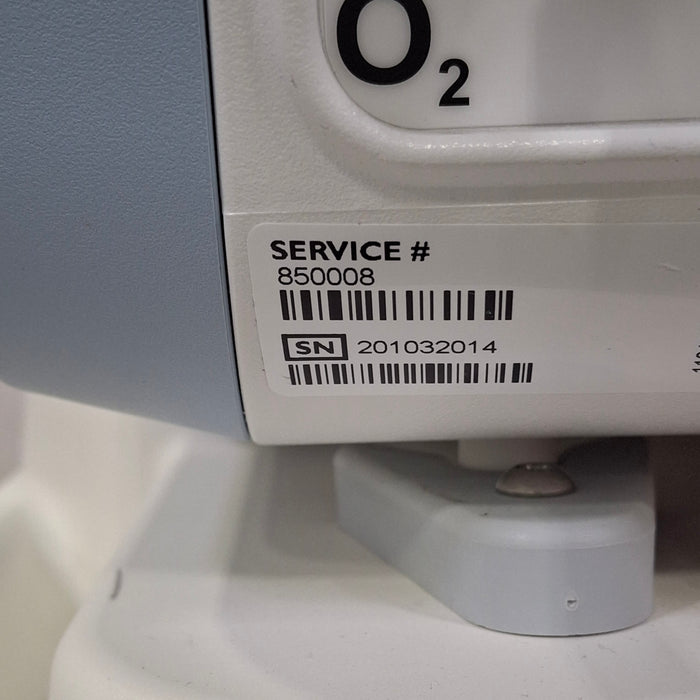 O2
SERVICE #
850008
SN 201032014